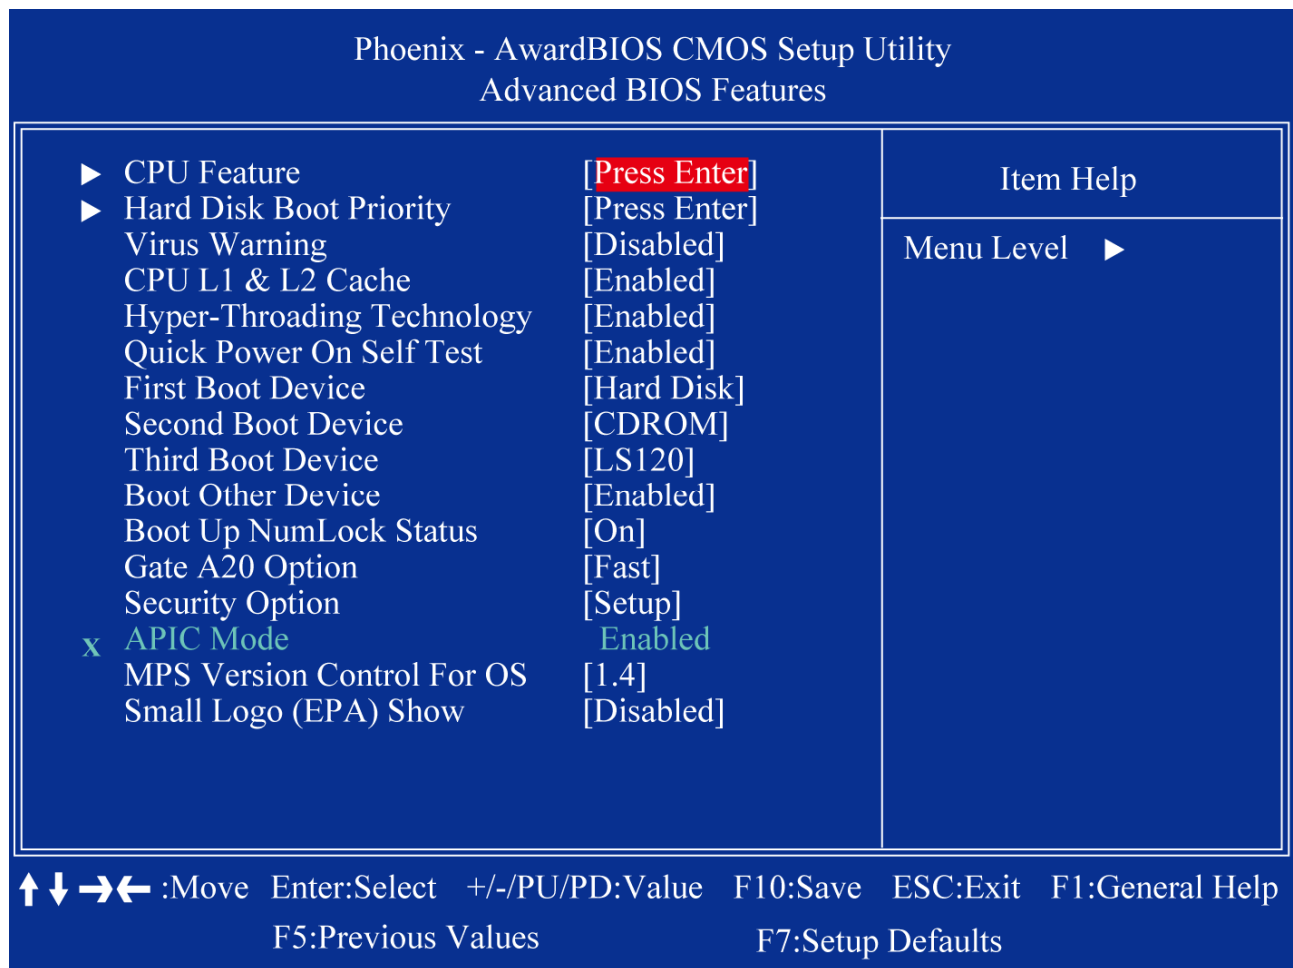 Phoenix - AwardBIOS CMOS Setup Utility
Advanced BIOS Features
▶ CPU Feature [Press Enter]
▶ Hard Disk Boot Priority [Press Enter]
Virus Warning [Disabled]
CPU L1 & L2 Cache [Enabled]
Hyper-Throading Technology [Enabled]
Quick Power On Self Test [Enabled]
First Boot Device [Hard Disk]
Second Boot Device [CDROM]
Third Boot Device [LS120]
Boot Other Device [Enabled]
Boot Up NumLock Status [On]
Gate A20 Option [Fast]
Security Option [Setup]
x APIC Mode Enabled
MPS Version Control For OS [1.4]
Small Logo (EPA) Show [Disabled]
Item Help
Menu Level ▶
↑↓→← :Move Enter:Select +/-/PU/PD:Value F10:Save ESC:Exit F1:General Help
F5:Previous Values F7:Setup Defaults